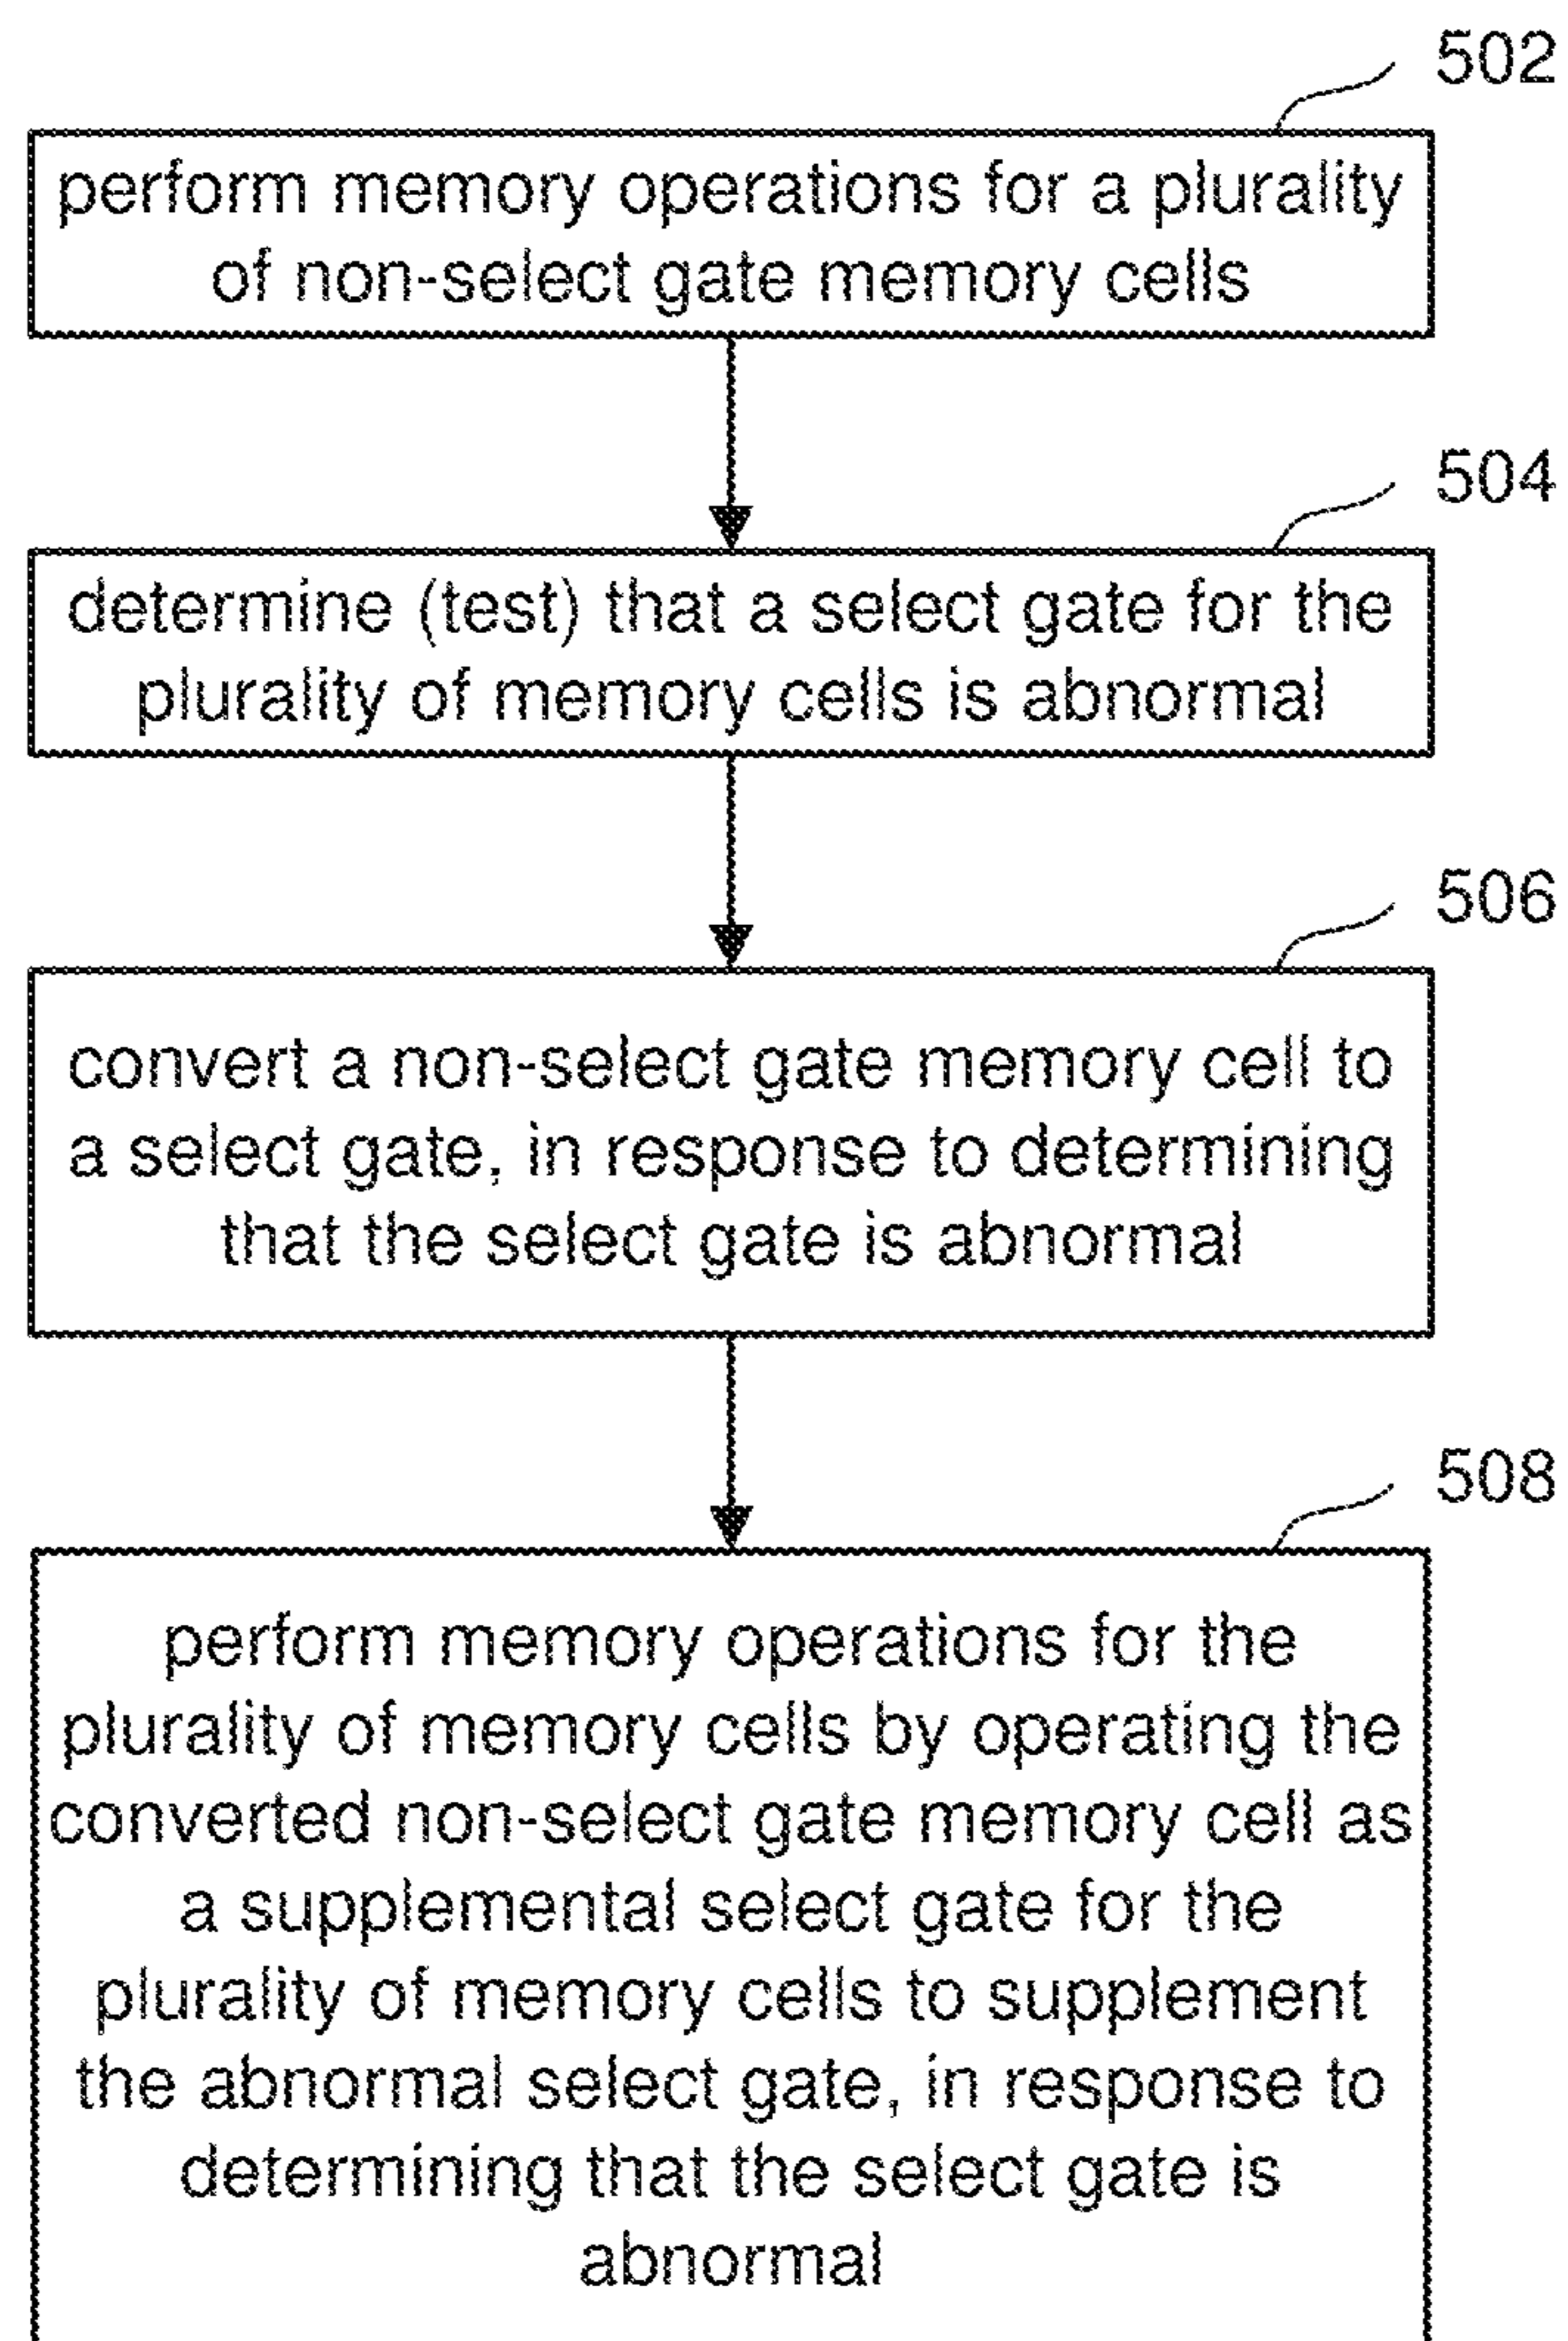 502
perform memory operations for a plurality
of non-select gate memory cells
504
determine (test) that a select gate for the
plurality of memory cells is abnormal
506
convert a non-select gate memory cell to
a select gate, in response to determining
that the select gate is abnormal
508
perform memory operations for the
plurality of memory cells by operating the
converted non-select gate memory cell as
a supplemental select gate for the
plurality of memory cells to supplement
the abnormal select gate, in response to
determining that the select gate is
abnormal